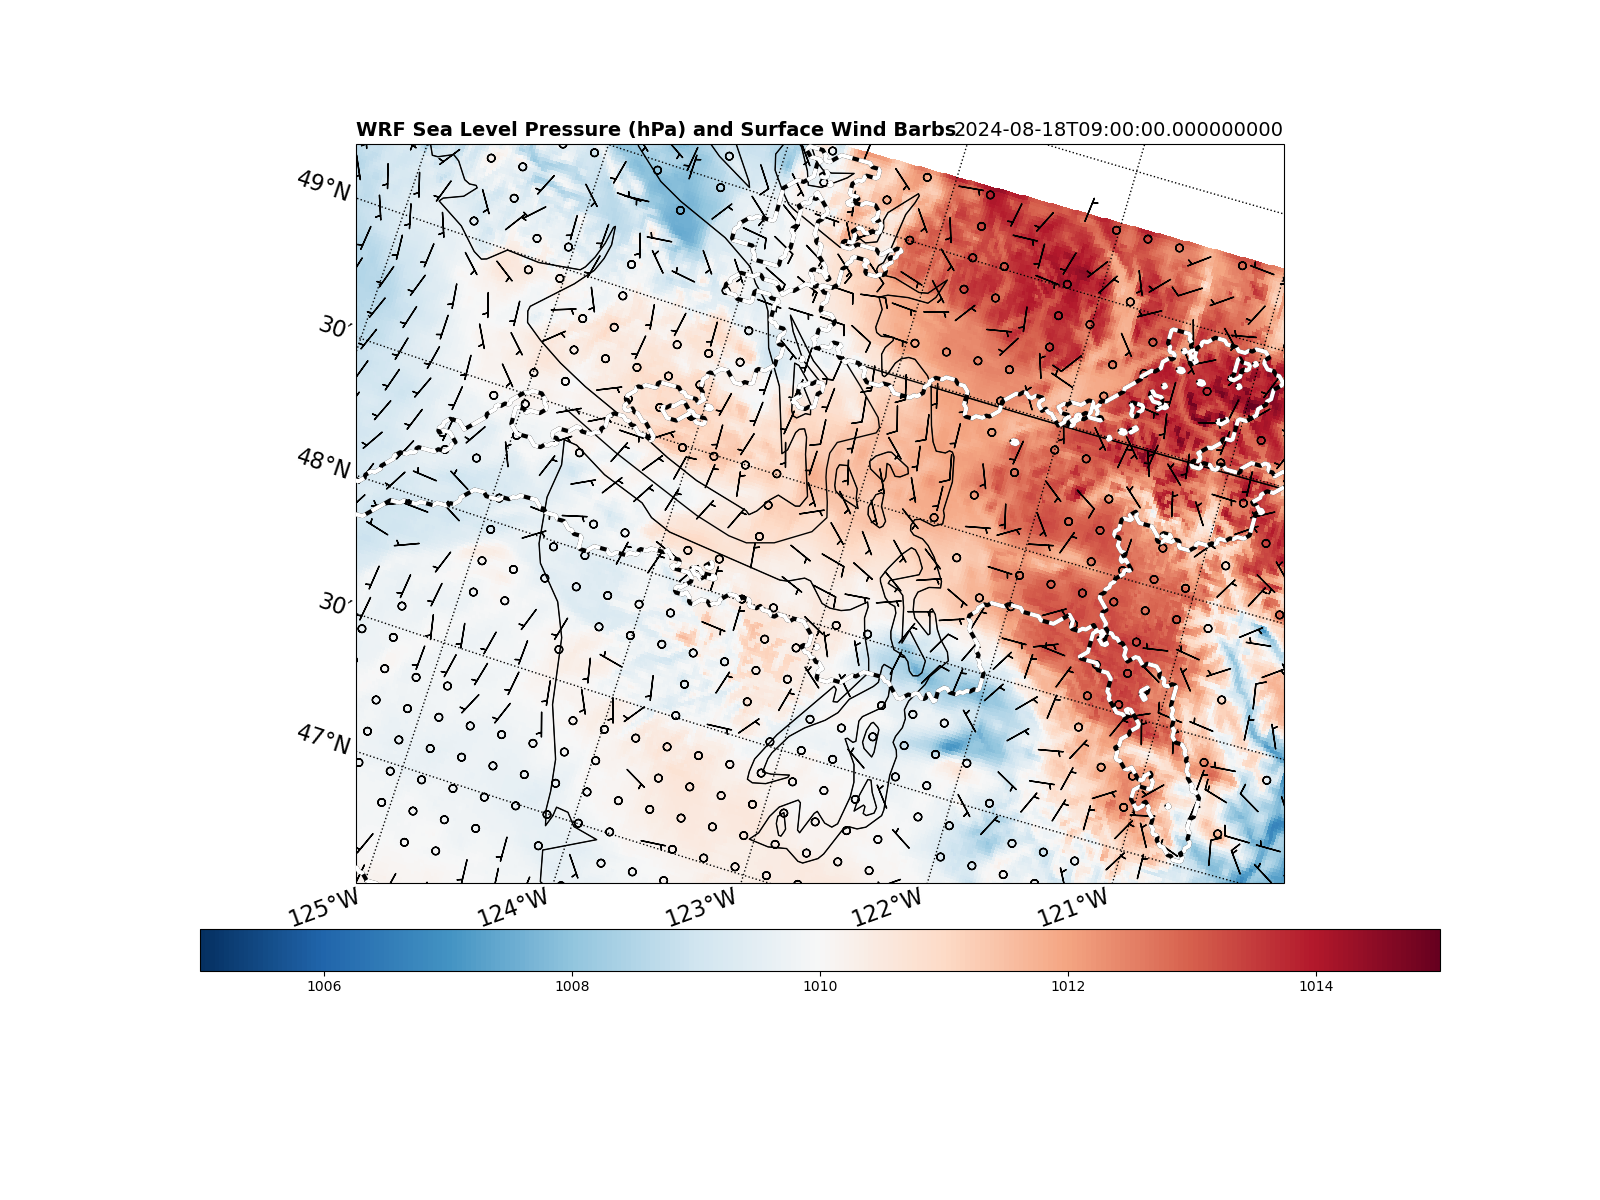 WRF Sea Level Pressure (hPa) and Surface Wind Barbs 2024-08-18T09:00:00.000000000
49°N
30′
48°N
30′
47°N
125°W 124°W 123°W 122°W 121°W
1006 1008 1010 1012 1014